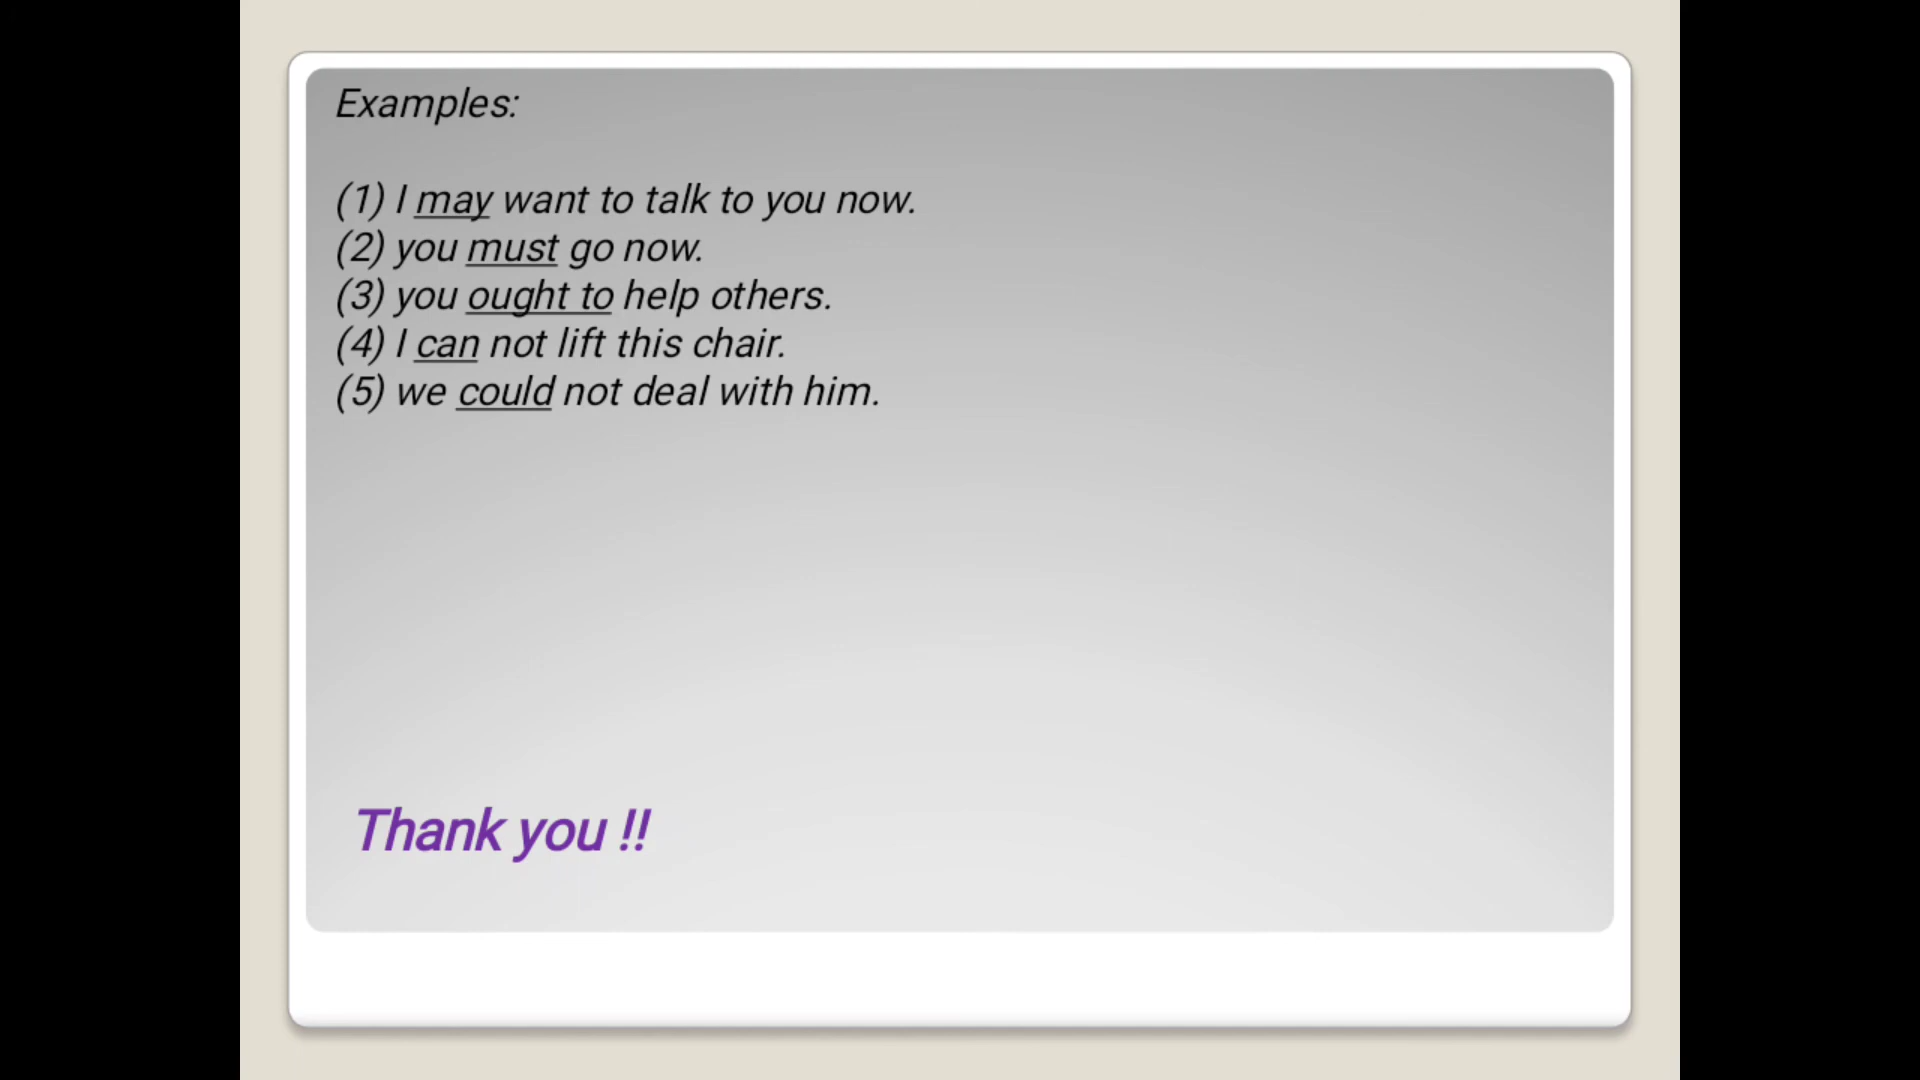 Examples:
(1) I may want to talk to you now.
(2) you must go now.
(3) you ought to help others.
(4) I can not lift this chair.
(5) we could not deal with him.
Thank you !!